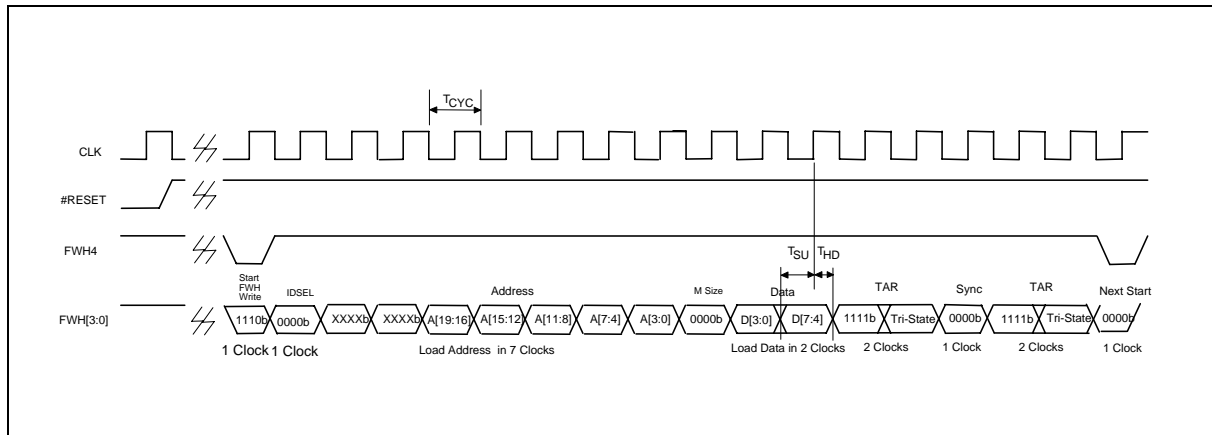 TCYC
CLK
#RESET
FWH4
TSU THD
Start
FWH
Write
IDSEL
Address
M Size
Data
TAR
Sync
TAR
Next Start
FWH[3:0]
1110b 0000b XXXXb XXXXb A[19:16] A[15:12] A[11:8] A[7:4] A[3:0] 0000b D[3:0] D[7:4] 1111b Tri-State 0000b 1111b Tri-State 0000b
1 Clock 1 Clock Load Address in 7 Clocks Load Data in 2 Clocks 2 Clocks 1 Clock 2 Clocks 1 Clock